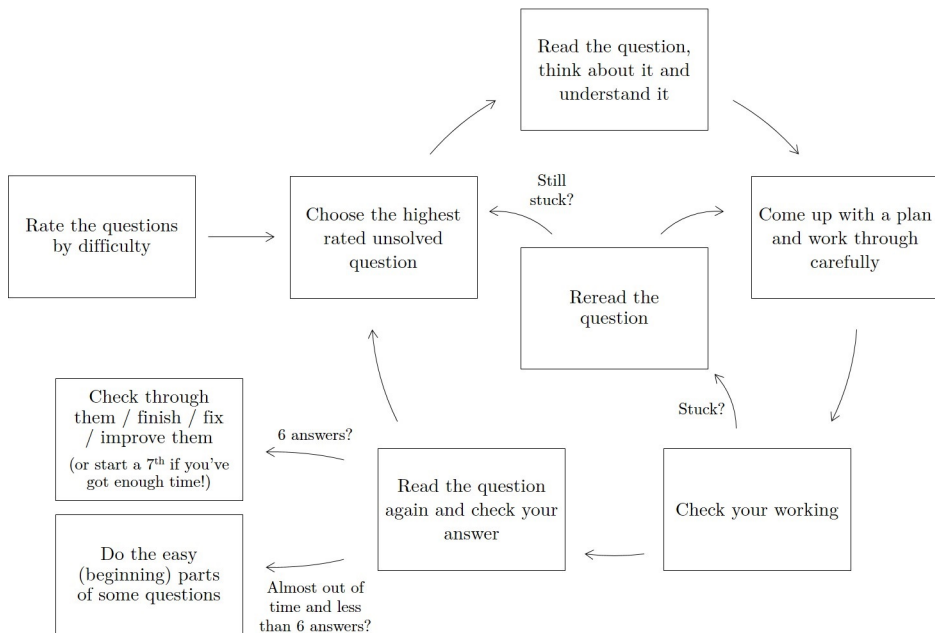 Read the question,
think about it and
understand it
Rate the questions
by difficulty
Choose the highest
rated unsolved
question
Still
stuck?
Come up with a plan
and work through
carefully
Reread the
question
Stuck?
Check your working
Read the question
again and check your
answer
6 answers?
Check through
them / finish / fix
/ improve them
(or start a 7th if you've
got enough time!)
Almost out of
time and less
than 6 answers?
Do the easy
(beginning) parts
of some questions